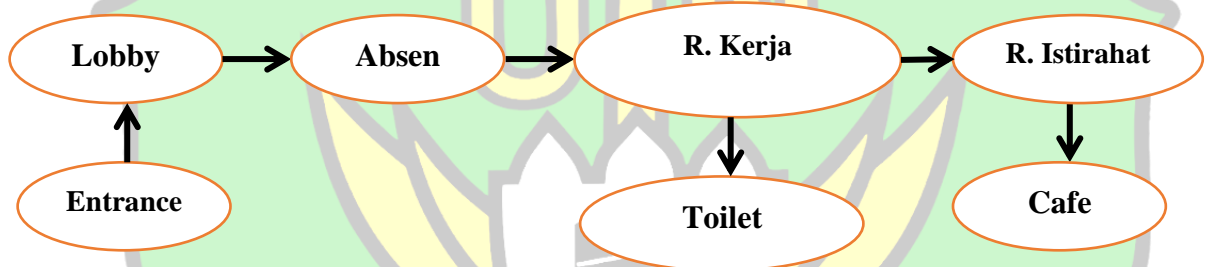 Lobby
Absen
R. Kerja
R. Istirahat
Entrance
Toilet
Cafe